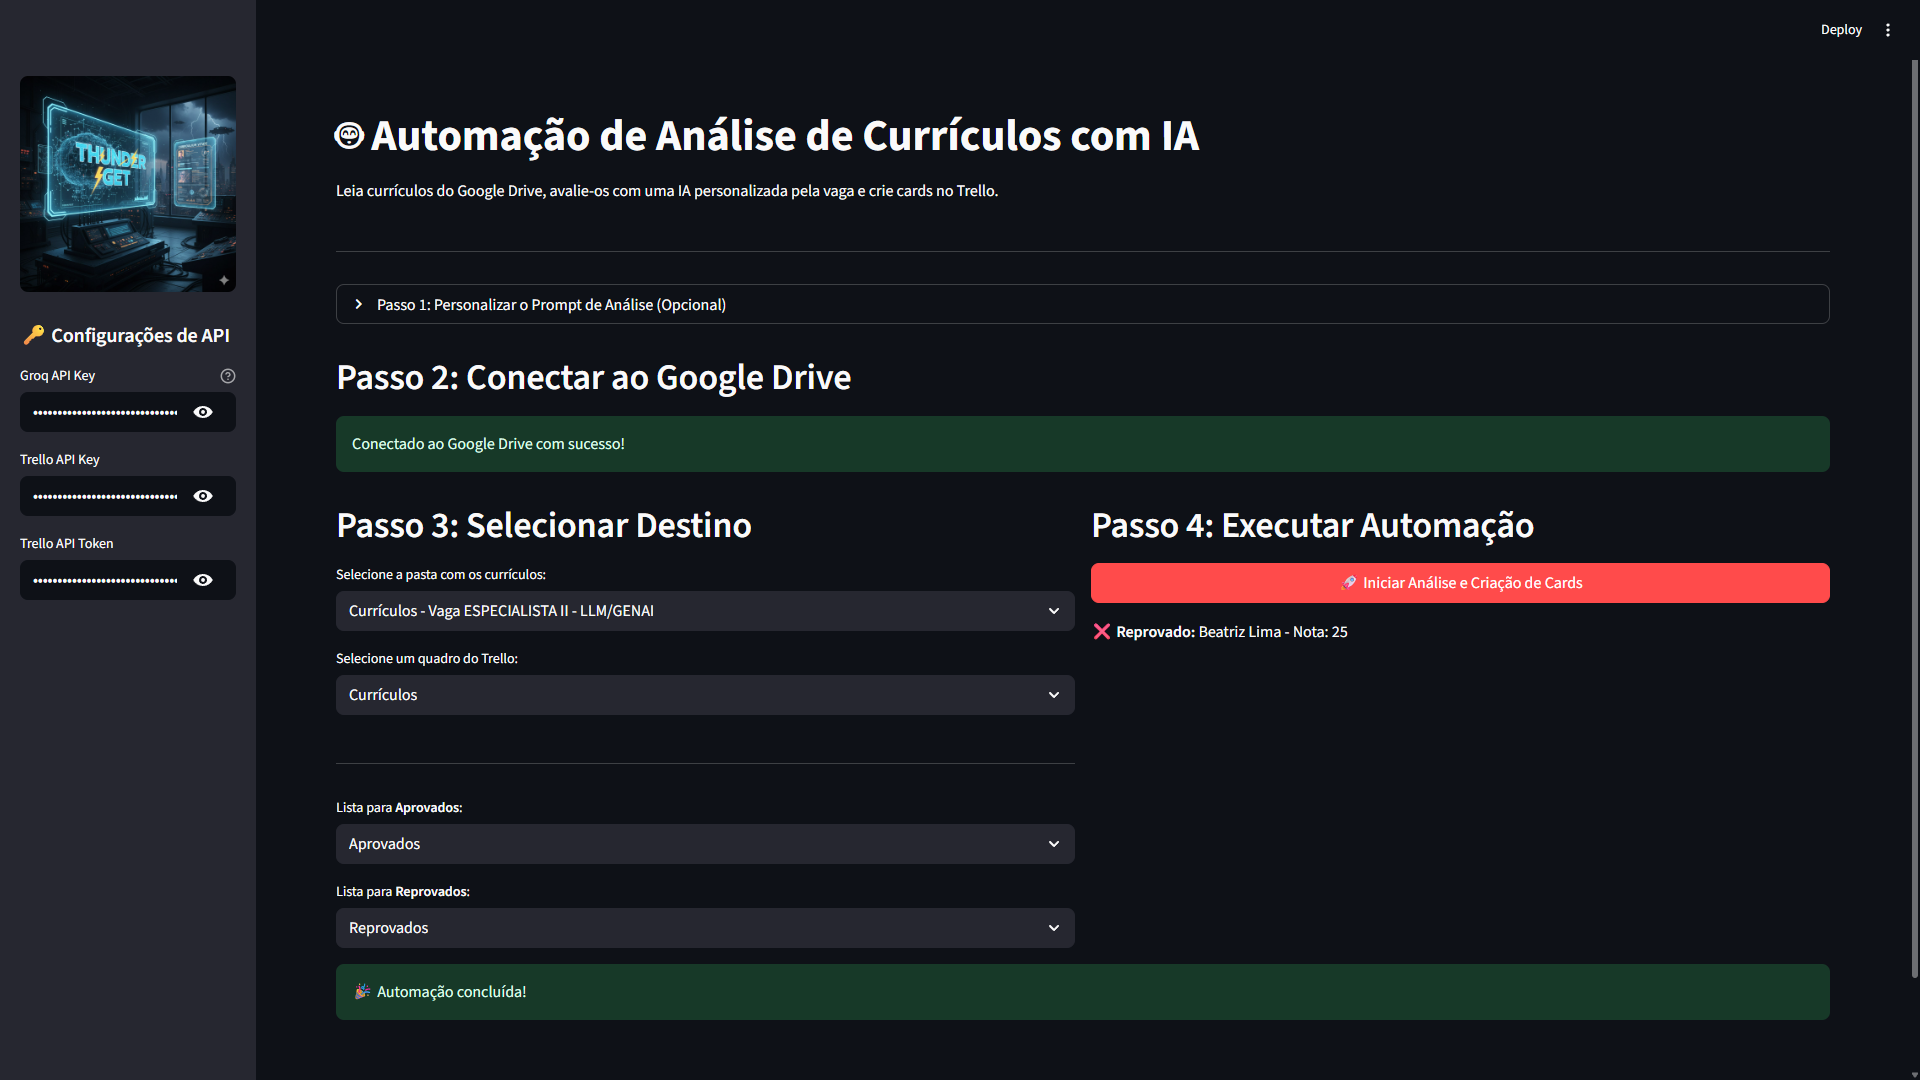 Deploy
THUNDER
GET
🔑 Configurações de API
Groq API Key
Trello API Key
Trello API Token
Automação de Análise de Currículos com IA
Leia currículos do Google Drive, avalie-os com uma IA personalizada pela vaga e crie cards no Trello.
Passo 1: Personalizar o Prompt de Análise (Opcional)
Passo 2: Conectar ao Google Drive
Conectado ao Google Drive com sucesso!
Passo 3: Selecionar Destino
Selecione a pasta com os currículos:
Currículos - Vaga ESPECIALISTA II - LLM/GENAI
Selecione um quadro do Trello:
Currículos
Lista para Aprovados:
Aprovados
Lista para Reprovados:
Reprovados
Passo 4: Executar Automação
🚀 Iniciar Análise e Criação de Cards
❌ Reprovado: Beatriz Lima - Nota: 25
🎉 Automação concluída!